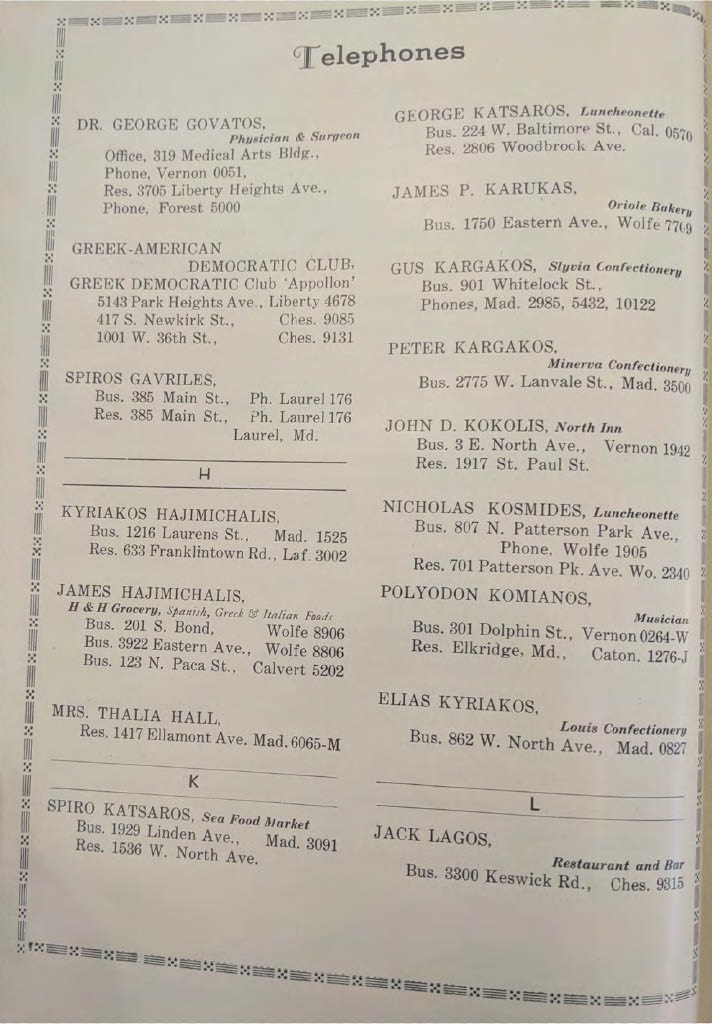 Telephones
DR. GEORGE GOVATOS,
Physician & Surgeon
Office, 319 Medical Arts Bldg.,
Phone, Vernon 0051,
Res. 3705 Liberty Heights Ave.,
Phone, Forest 5000
GREEK-AMERICAN
DEMOCRATIC CLUB,
GREEK DEMOCRATIC Club 'Appollon'
5143 Park Heights Ave., Liberty 4678
417 S. Newkirk St., Ches. 9085
1001 W. 36th St., Ches. 9131
SPIROS GAVRILES,
Bus. 385 Main St., Ph. Laurel 176
Res. 385 Main St., Ph. Laurel 176
Laurel, Md.
H
KYRIAKOS HAJIMICHALIS,
Bus. 1216 Laurens St., Mad. 1525
Res. 633 Franklintown Rd., Laf. 3002
JAMES HAJIMICHALIS,
H & H Grocery, Spanish, Greek & Italian Foods
Bus. 201 S. Bond, Wolfe 8906
Bus. 3922 Eastern Ave., Wolfe 8806
Bus. 123 N. Paca St., Calvert 5202
MRS. THALIA HALL,
Res. 1417 Ellamont Ave. Mad. 6065-M
K
SPIRO KATSAROS, Sea Food Market
Bus. 1929 Linden Ave., Mad. 3091
Res. 1536 W. North Ave.
GEORGE KATSAROS, Luncheonette
Bus. 224 W. Baltimore St., Cal. 0570
Res. 2806 Woodbrook Ave.
JAMES P. KARUKAS,
Oriole Bakery
Bus. 1750 Eastern Ave., Wolfe 7709
GUS KARGAKOS, Slyvia Confectionery
Bus. 901 Whitelock St.,
Phones, Mad. 2985, 5432, 10122
PETER KARGAKOS,
Minerva Confectionery
Bus. 2775 W. Lanvale St., Mad. 3500
JOHN D. KOKOLIS, North Inn
Bus. 3 E. North Ave., Vernon 1942
Res. 1917 St. Paul St.
NICHOLAS KOSMIDES, Luncheonette
Bus. 807 N. Patterson Park Ave.,
Phone, Wolfe 1905
Res. 701 Patterson Pk. Ave. Wo. 2340
POLYODON KOMIANOS,
Musician
Bus. 301 Dolphin St., Vernon 0264-W
Res. Elkridge, Md., Caton. 1276-J
ELIAS KYRIAKOS,
Louis Confectionery
Bus. 862 W. North Ave., Mad. 0827
L
JACK LAGOS,
Restaurant and Bar
Bus. 3300 Keswick Rd., Ches. 9315